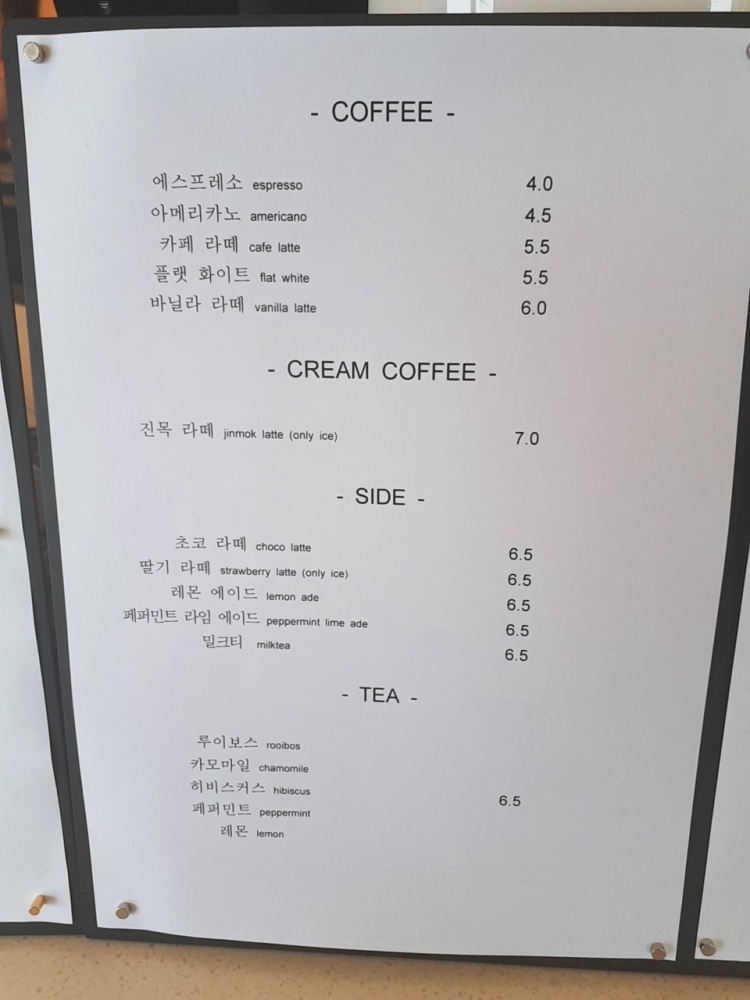 - COFFEE -
에스프레소 espresso 4.0
아메리카노 americano 4.5
카페 라떼 cafe latte 5.5
플랫 화이트 flat white 5.5
바닐라 라떼 vanilla latte 6.0
- CREAM COFFEE -
진목 라떼 jinmok latte (only ice) 7.0
- SIDE -
초코 라떼 choco latte 6.5
딸기 라떼 strawberry latte (only ice) 6.5
레몬 에이드 lemon ade 6.5
페퍼민트 라임 에이드 peppermint lime ade 6.5
밀크티 milktea 6.5
- TEA -
루이보스 rooibos
카모마일 chamomile
히비스커스 hibiscus 6.5
페퍼민트 peppermint
레몬 lemon